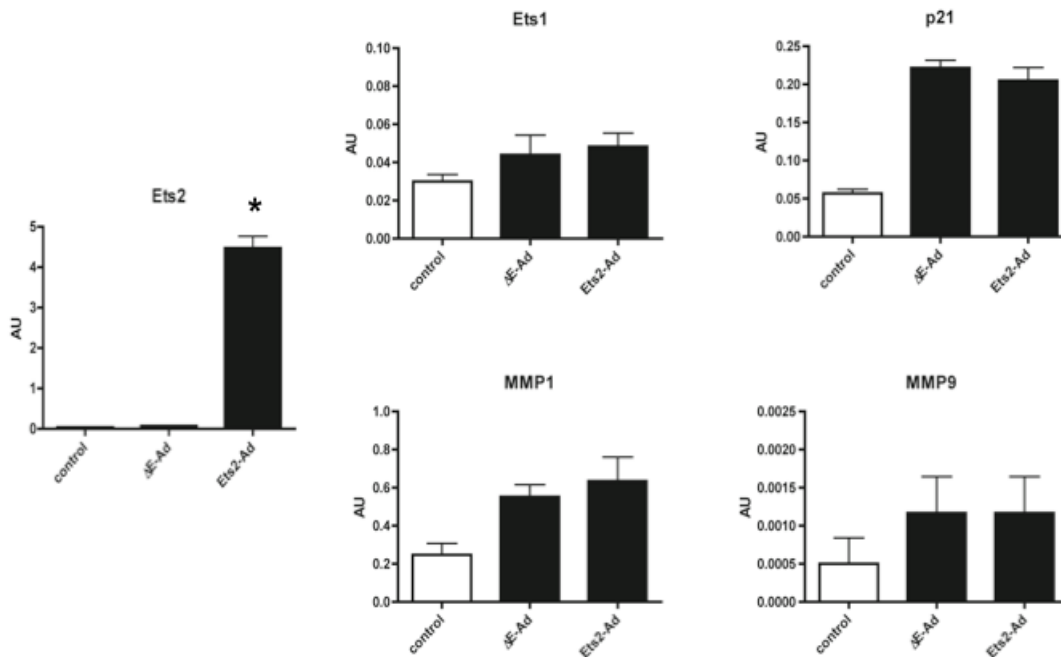 Ets2
*
5
4
3
2
1
0
AU
control
ΔE-Ad
Ets2-Ad
Ets1
0.10
0.08
0.06
0.04
0.02
0.00
AU
control
ΔE-Ad
Ets2-Ad
p21
0.25
0.20
0.15
0.10
0.05
0.00
AU
control
ΔE-Ad
Ets2-Ad
MMP1
1.0
0.8
0.6
0.4
0.2
0.0
AU
control
ΔE-Ad
Ets2-Ad
MMP9
0.0025
0.0020
0.0015
0.0010
0.0005
0.0000
AU
control
ΔE-Ad
Ets2-Ad